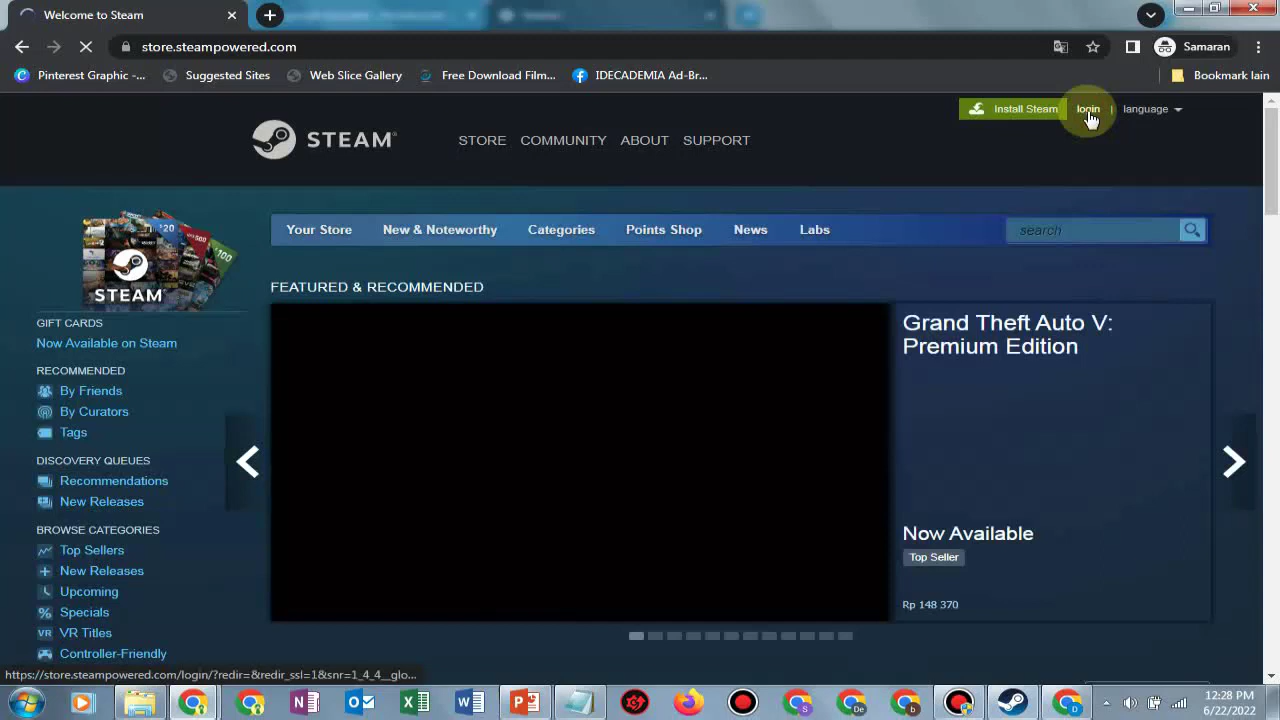 Welcome to Steam
store.steampowered.com
Samaran
Pinterest Graphic -...
Suggested Sites
Web Slice Gallery
Free Download Film...
IDECADEMIA Ad-Br...
Bookmark lain
Install Steam
login
|
language
STEAM®
STORE
COMMUNITY
ABOUT
SUPPORT
Your Store
New & Noteworthy
Categories
Points Shop
News
Labs
search
STEAM
FEATURED & RECOMMENDED
GIFT CARDS
Now Available on Steam
RECOMMENDED
By Friends
By Curators
Tags
DISCOVERY QUEUES
Recommendations
New Releases
BROWSE CATEGORIES
Top Sellers
New Releases
Upcoming
Specials
VR Titles
Controller-Friendly
Grand Theft Auto V:
Premium Edition
Now Available
Top Seller
Rp 148 370
https://store.steampowered.com/login/?redir=&redir_ssl=1&snr=1_4_4__glo...
12:28 PM
6/22/2022